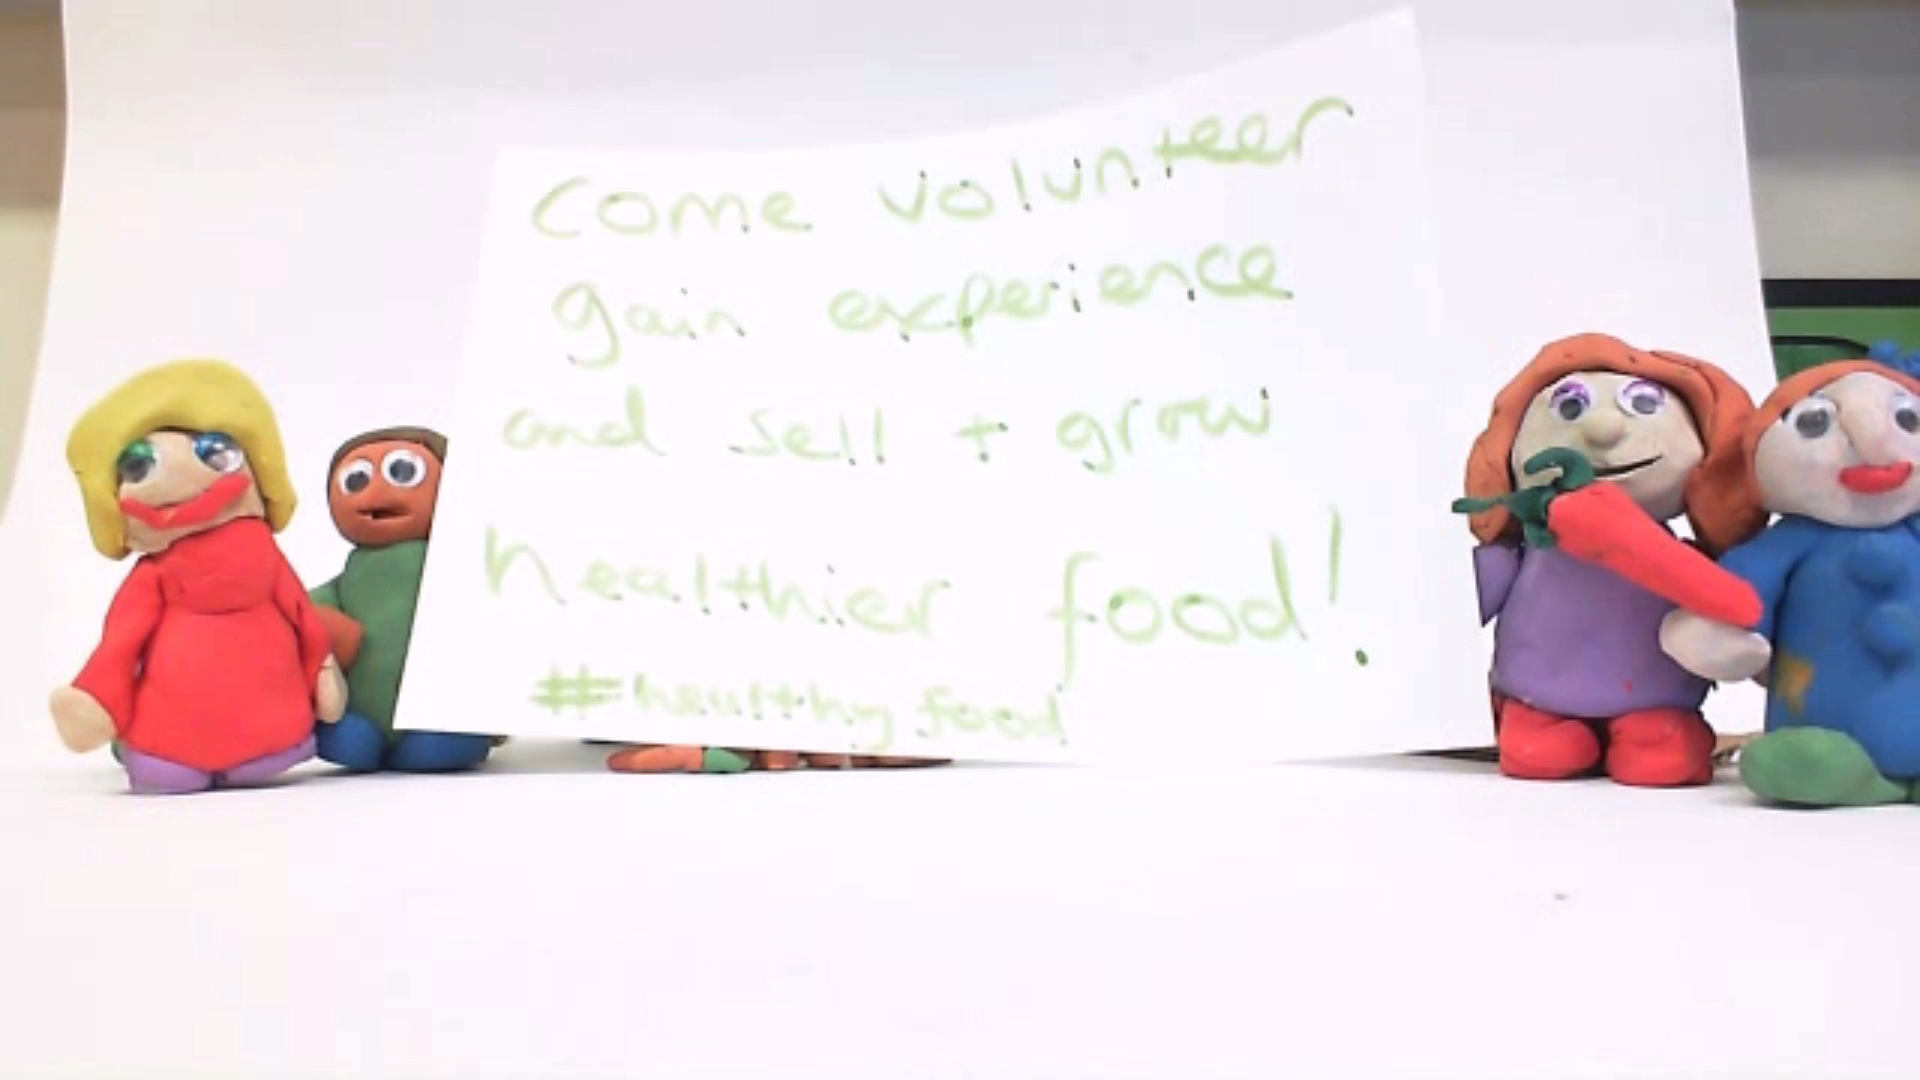 Come volunteer
gain experience
and sell + grow
healthier food!
#healthy food